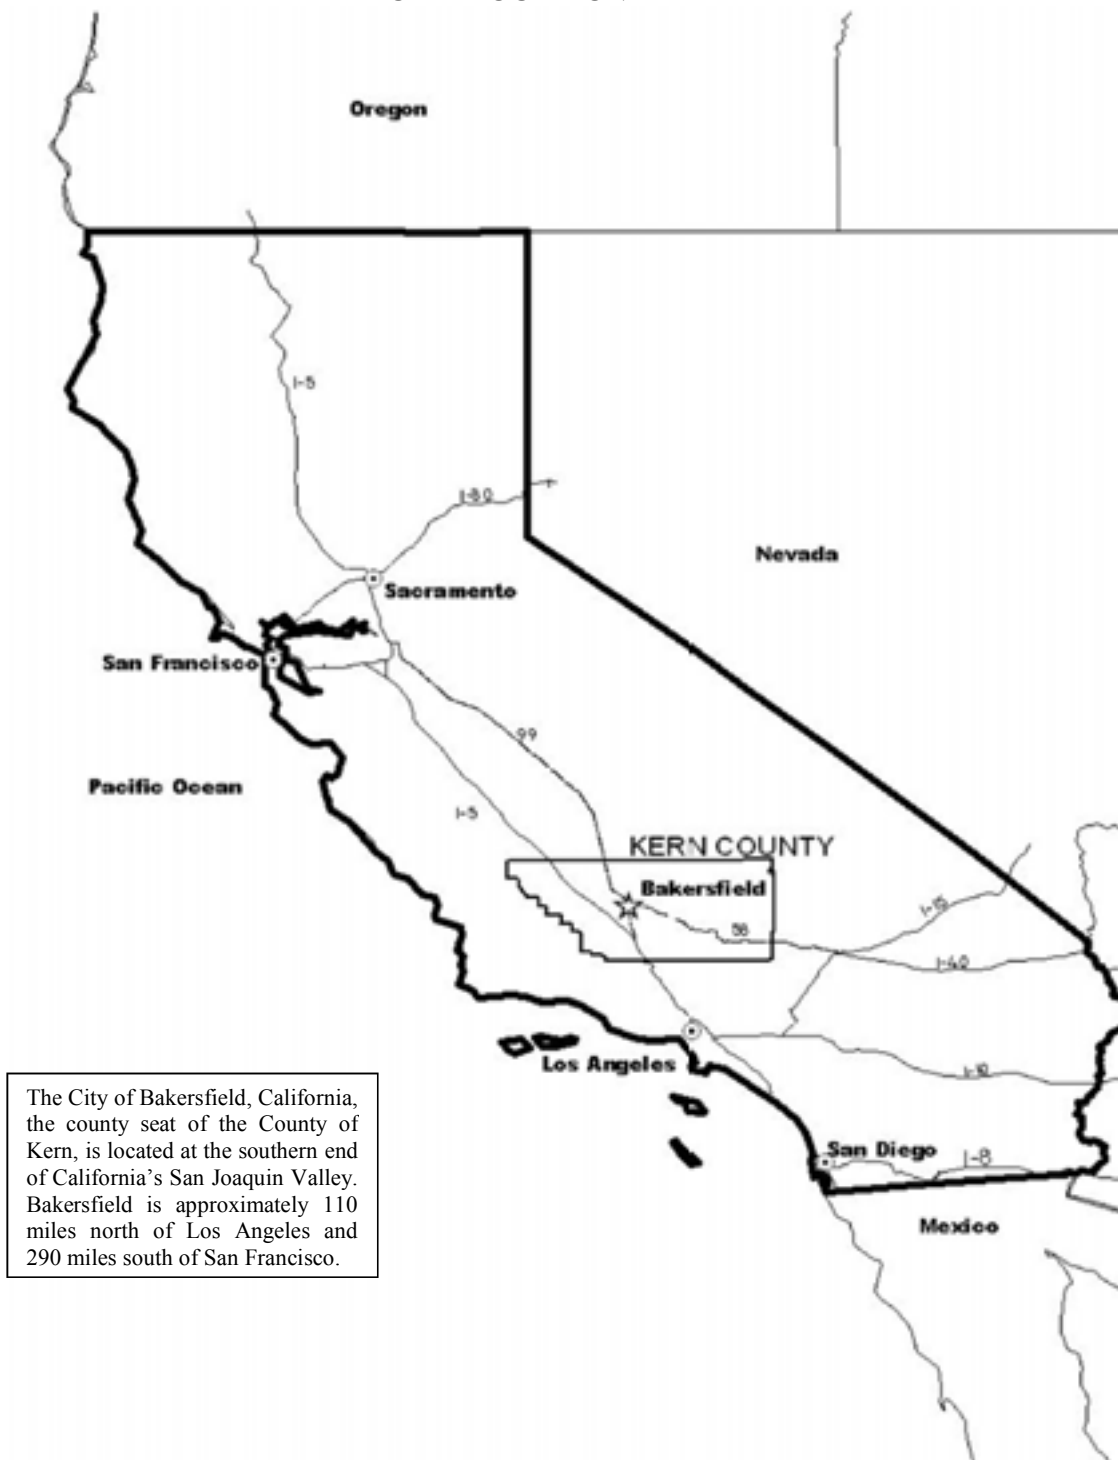 Oregon
I-5
I-80
Nevada
Sacramento
San Francisco
99
Pacific Ocean
I-5
KERN COUNTY
Bakersfield
I-15
58
I-40
Los Angeles
I-10
The City of Bakersfield, California,
the county seat of the County of
Kern, is located at the southern end
of California's San Joaquin Valley.
Bakersfield is approximately 110
miles north of Los Angeles and
290 miles south of San Francisco.
San Diego
I-8
Mexico